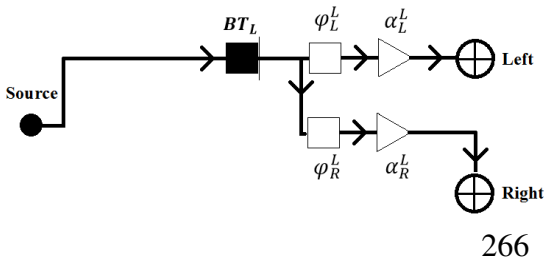 BT_L
φ_L^L
α_L^L
Left
Source
φ_R^L
α_R^L
Right
266